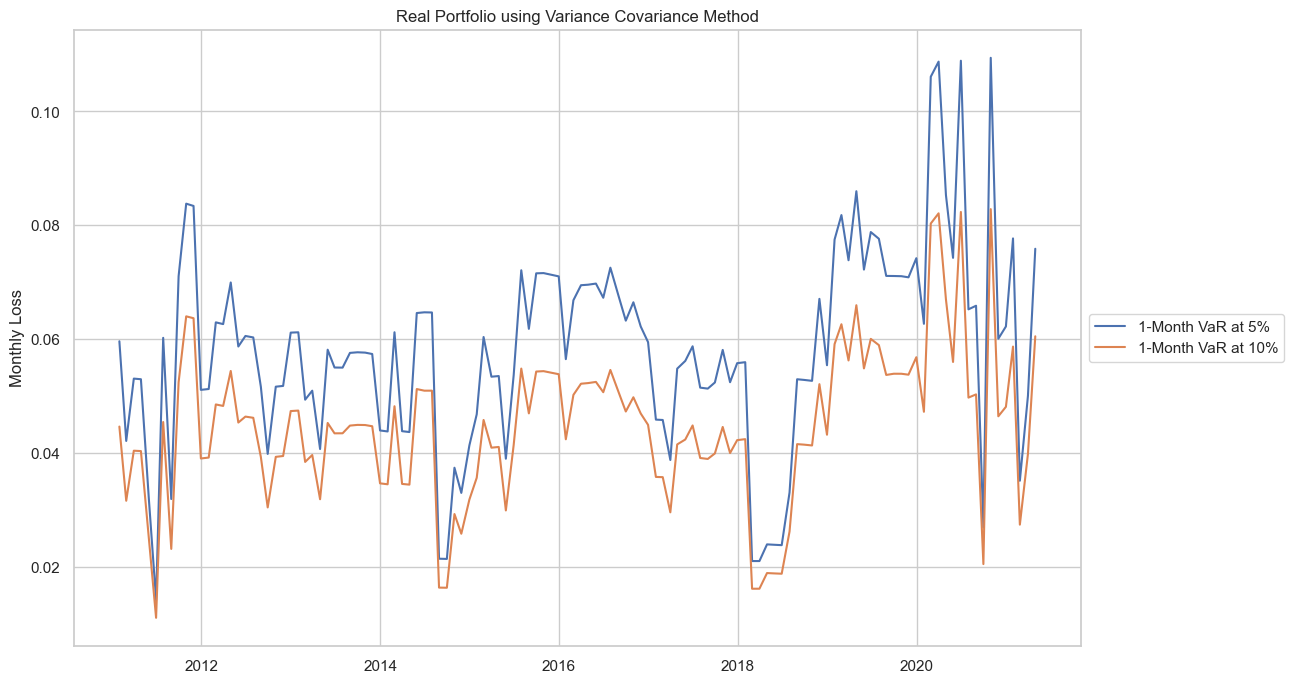 Real Portfolio using Variance Covariance Method
Monthly Loss
0.10
0.08
0.06
0.04
0.02
2012
2014
2016
2018
2020
1-Month VaR at 5%
1-Month VaR at 10%